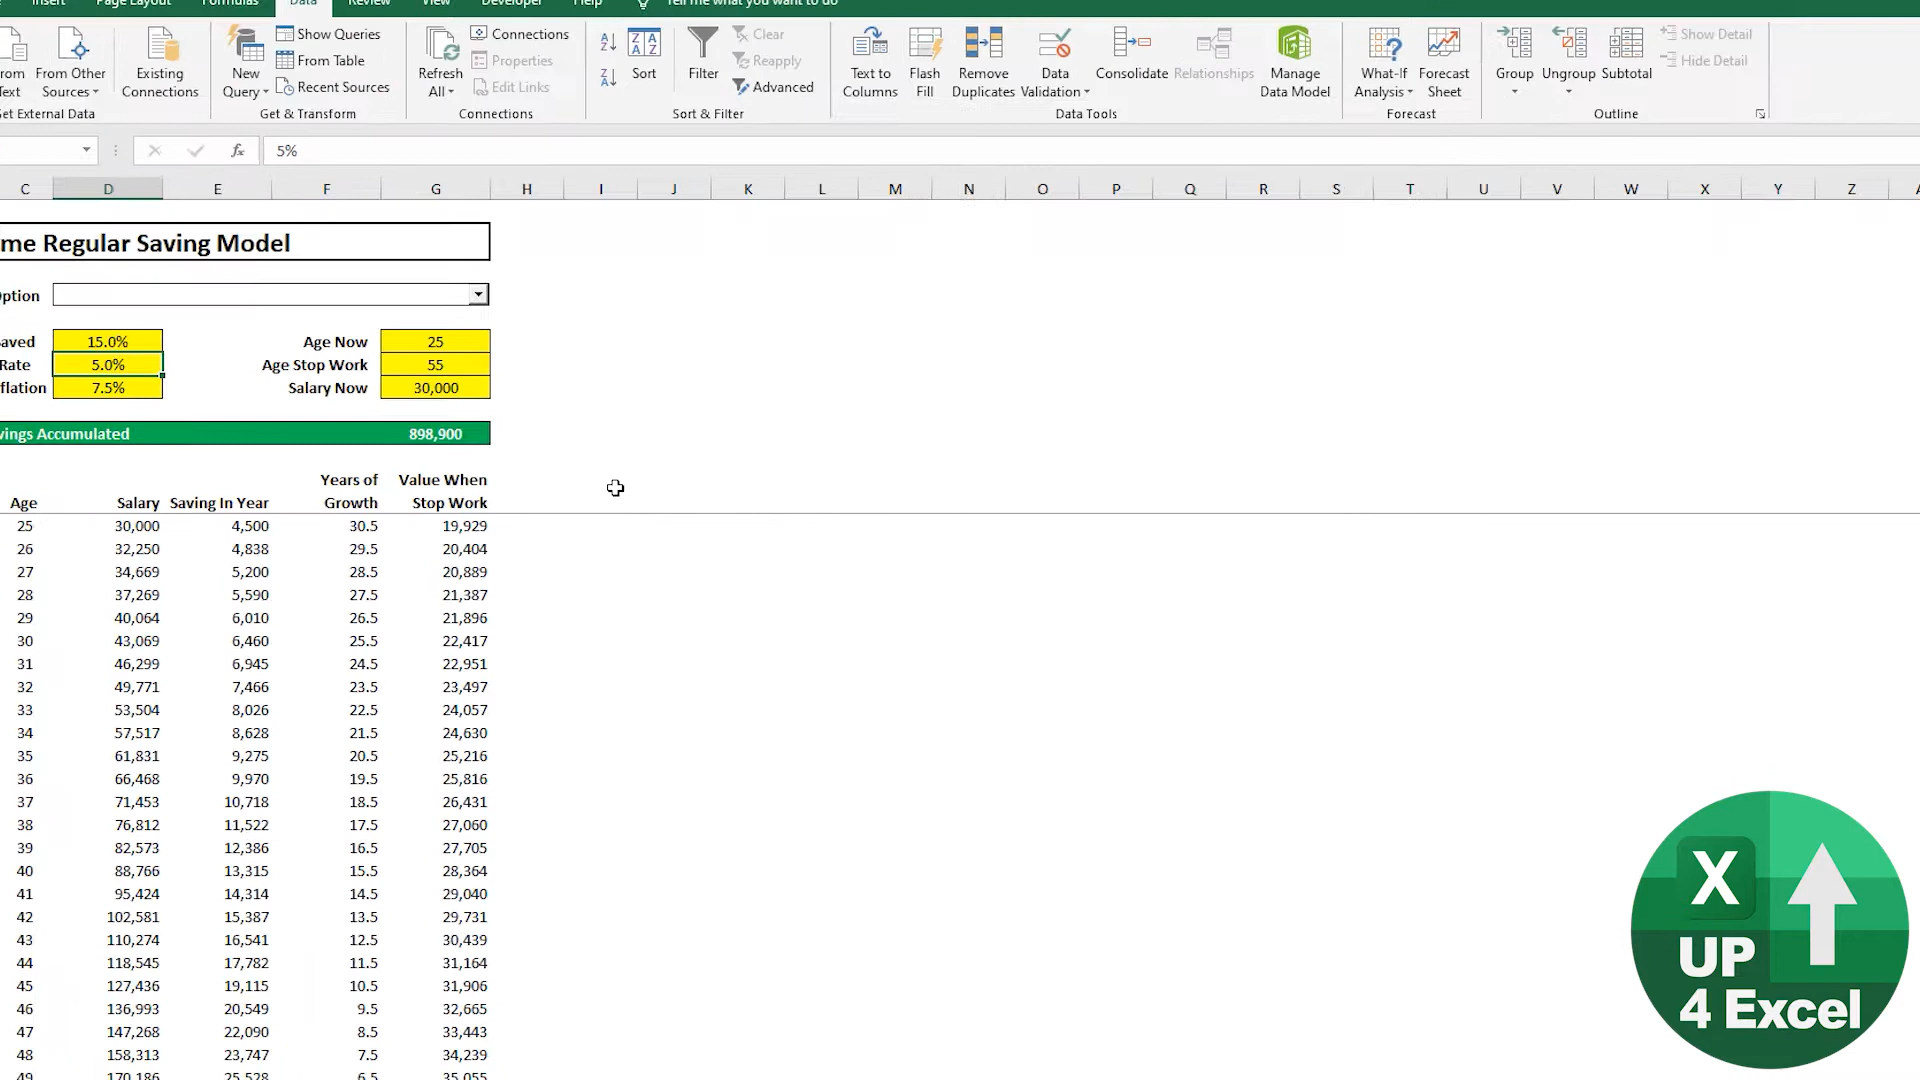 Insert Page Layout Formulas Data Review View Developer Help Tell me what you want to do
rom Text
From Other Sources
Existing Connections
New Query
Show Queries
From Table
Recent Sources
Refresh All
Connections
Properties
Edit Links
Sort
Filter
Clear
Reapply
Advanced
Text to Columns
Flash Fill
Remove Duplicates
Data Validation
Consolidate
Relationships
Manage Data Model
What-If Analysis
Forecast Sheet
Group
Ungroup
Subtotal
Show Detail
Hide Detail
et External Data
Get & Transform
Connections
Sort & Filter
Data Tools
Forecast
Outline
fx 5%
C D E F G H I J K L M N O P Q R S T U V W X Y Z
me Regular Saving Model
ption
aved 15.0% Age Now 25
Rate 5.0% Age Stop Work 55
flation 7.5% Salary Now 30,000
vings Accumulated 898,900
Years of Value When
Age Salary Saving In Year Growth Stop Work
25 30,000 4,500 30.5 19,929
26 32,250 4,838 29.5 20,404
27 34,669 5,200 28.5 20,889
28 37,269 5,590 27.5 21,387
29 40,064 6,010 26.5 21,896
30 43,069 6,460 25.5 22,417
31 46,299 6,945 24.5 22,951
32 49,771 7,466 23.5 23,497
33 53,504 8,026 22.5 24,057
34 57,517 8,628 21.5 24,630
35 61,831 9,275 20.5 25,216
36 66,468 9,970 19.5 25,816
37 71,453 10,718 18.5 26,431
38 76,812 11,522 17.5 27,060
39 82,573 12,386 16.5 27,705
40 88,766 13,315 15.5 28,364
41 95,424 14,314 14.5 29,040
42 102,581 15,387 13.5 29,731
43 110,274 16,541 12.5 30,439
44 118,545 17,782 11.5 31,164
45 127,436 19,115 10.5 31,906
46 136,993 20,549 9.5 32,665
47 147,268 22,090 8.5 33,443
48 158,313 23,747 7.5 34,239
49 170,186 25,528 6.5 35,055
X
UP
4 Excel